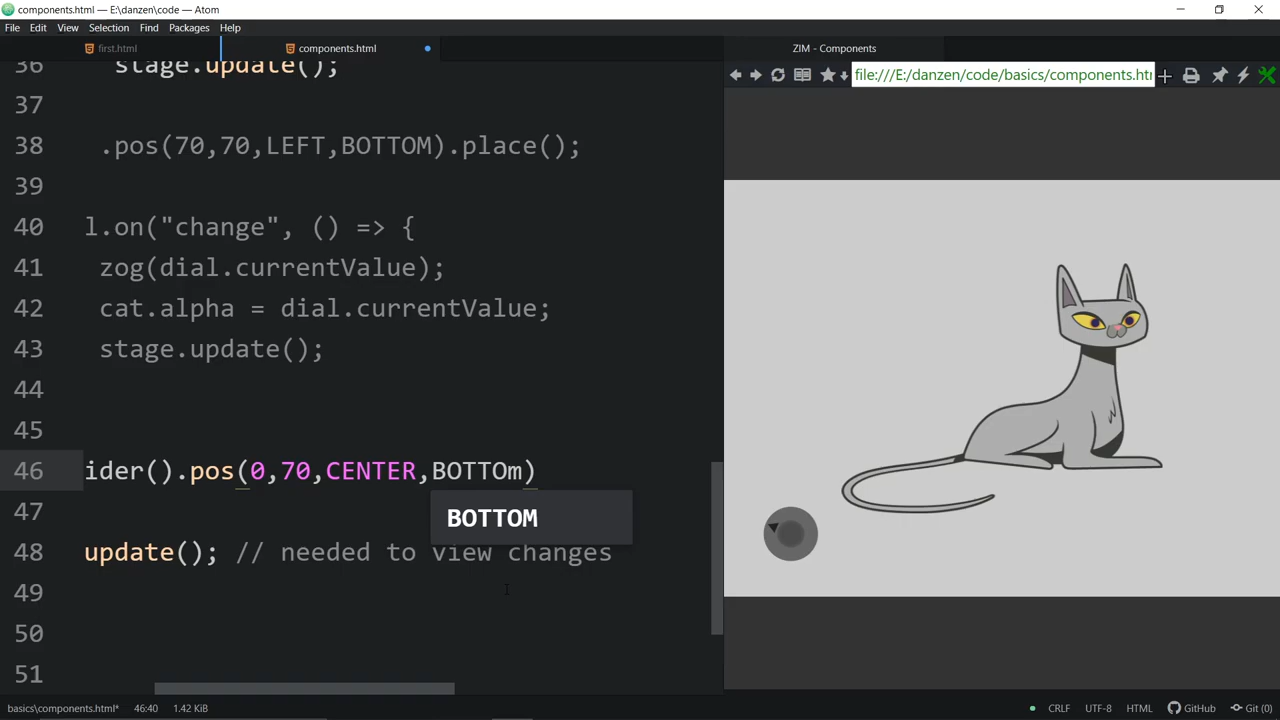 components.html — E:\danzen\code — Atom
File Edit View Selection Find Packages Help
first.html
components.html
ZIM - Components
file:///E:/danzen/code/basics/components.htm
36 stage.update();
37
38 .pos(70,70,LEFT,BOTTOM).place();
39
40 l.on("change", () => {
41 zog(dial.currentValue);
42 cat.alpha = dial.currentValue;
43 stage.update();
44
45
46 ider().pos(0,70,CENTER,BOTTOm)
47
BOTTOM
48 update(); // needed to view changes
49
50
51
basics\components.html* 46:40 1.42 KiB
CRLF UTF-8 HTML GitHub Git (0)